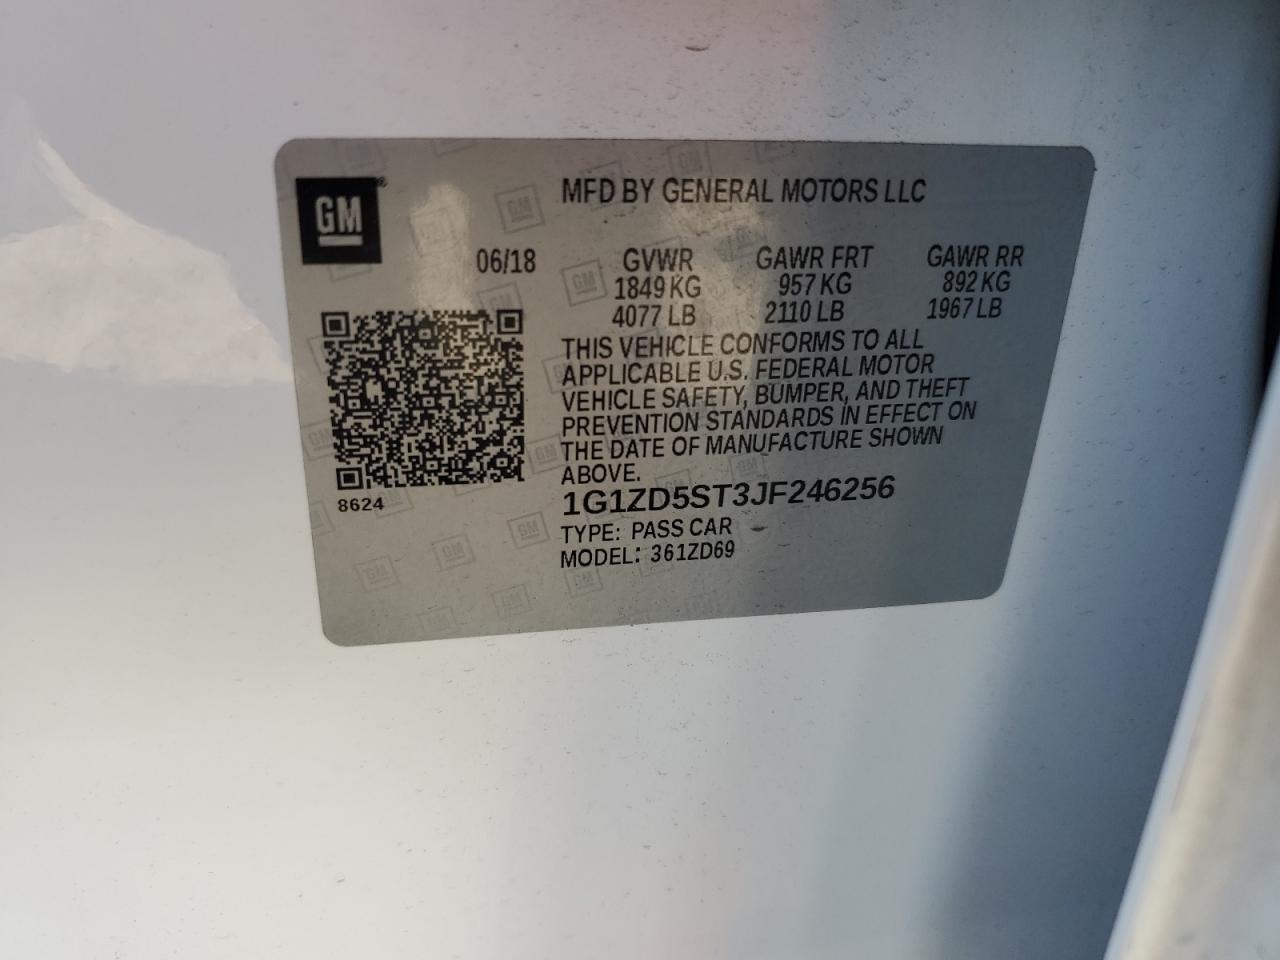 GM®
MFD BY GENERAL MOTORS LLC
06/18
GVWR GAWR FRT GAWR RR
1849 KG 957 KG 892 KG
4077 LB 2110 LB 1967 LB
THIS VEHICLE CONFORMS TO ALL
APPLICABLE U.S. FEDERAL MOTOR
VEHICLE SAFETY, BUMPER, AND THEFT
PREVENTION STANDARDS IN EFFECT ON
THE DATE OF MANUFACTURE SHOWN
ABOVE.
8624
1G1ZD5ST3JF246256
TYPE: PASS CAR
MODEL: 361ZD69